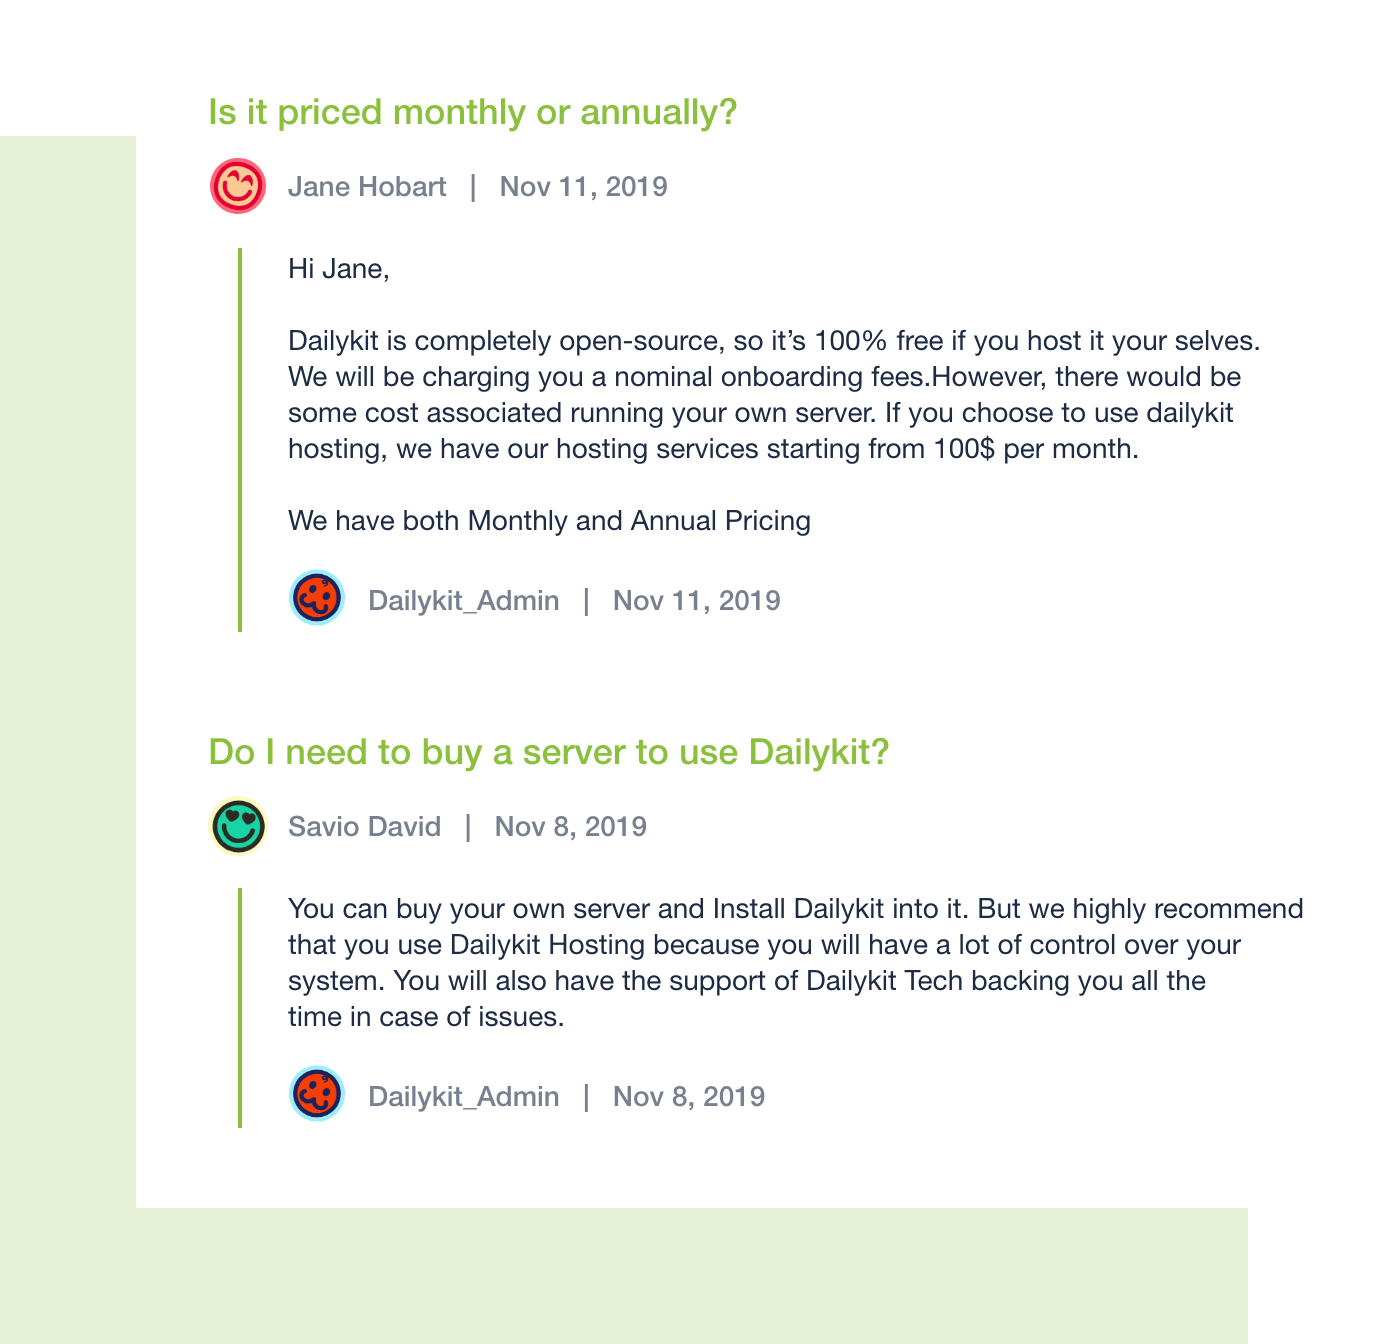 Is it priced monthly or annually?
Jane Hobart | Nov 11, 2019
Hi Jane,
Dailykit is completely open-source, so it’s 100% free if you host it your selves.
We will be charging you a nominal onboarding fees.However, there would be
some cost associated running your own server. If you choose to use dailykit
hosting, we have our hosting services starting from 100$ per month.
We have both Monthly and Annual Pricing
Dailykit_Admin | Nov 11, 2019
Do I need to buy a server to use Dailykit?
Savio David | Nov 8, 2019
You can buy your own server and Install Dailykit into it. But we highly recommend
that you use Dailykit Hosting because you will have a lot of control over your
system. You will also have the support of Dailykit Tech backing you all the
time in case of issues.
Dailykit_Admin | Nov 8, 2019